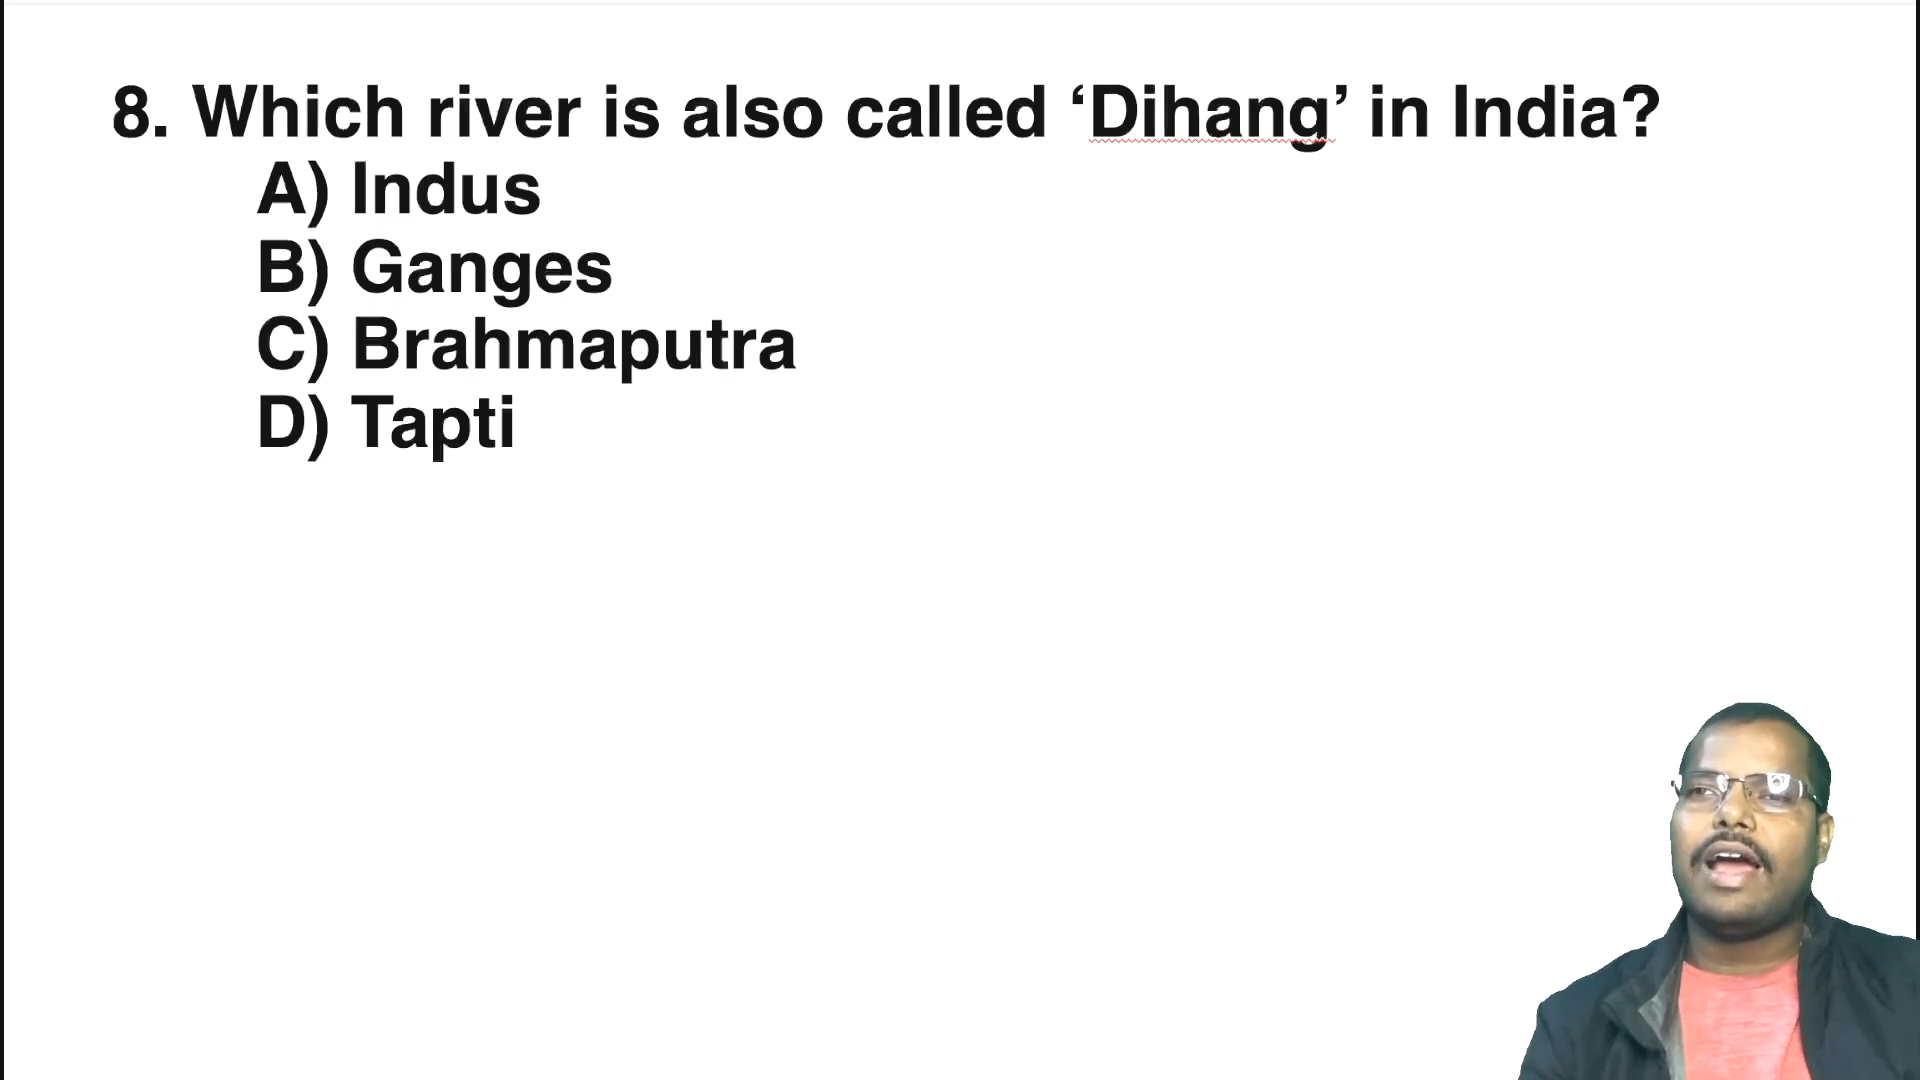 8. Which river is also called ‘Dihang’ in India?
A) Indus
B) Ganges
C) Brahmaputra
D) Tapti